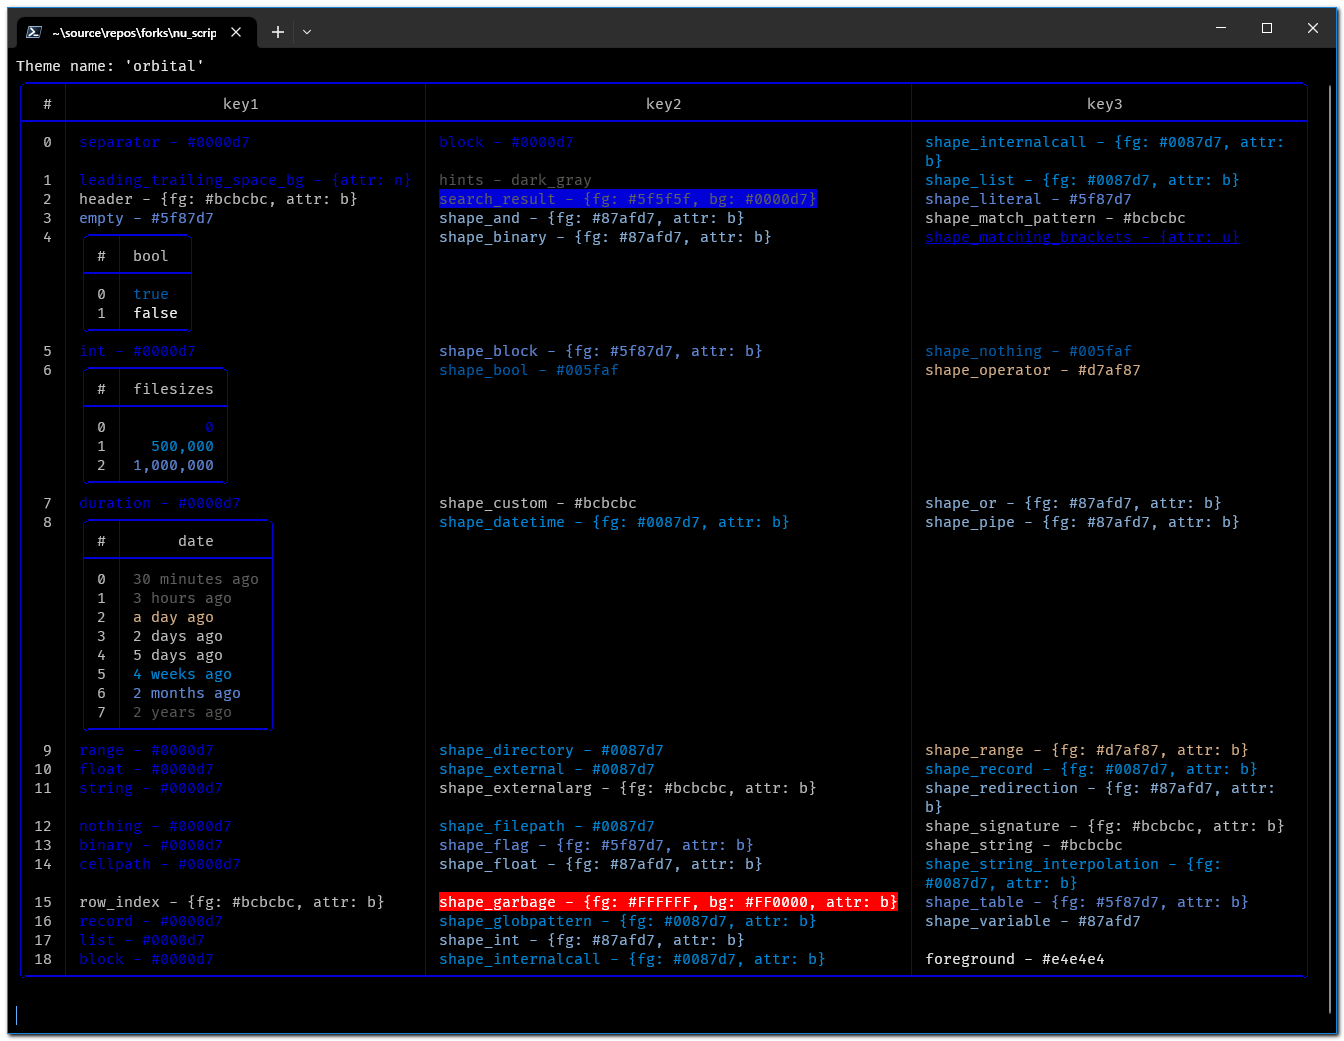 ~\source\repos\forks\nu_scrip
Theme name: 'orbital'
# key1 key2 key3
0 separator - #0000d7 block - #0000d7 shape_internalcall - {fg: #0087d7, attr:
b}
1 leading_trailing_space_bg - {attr: n} hints - dark_gray shape_list - {fg: #0087d7, attr: b}
2 header - {fg: #bcbcbc, attr: b} search_result - {fg: #5f5f5f, bg: #0000d7} shape_literal - #5f87d7
3 empty - #5f87d7 shape_and - {fg: #87afd7, attr: b} shape_match_pattern - #bcbcbc
4 shape_binary - {fg: #87afd7, attr: b} shape_matching_brackets - {attr: u}
# bool
0 true
1 false
5 int - #0000d7 shape_block - {fg: #5f87d7, attr: b} shape_nothing - #005faf
6 shape_bool - #005faf shape_operator - #d7af87
# filesizes
0 0
1 500,000
2 1,000,000
7 duration - #0000d7 shape_custom - #bcbcbc shape_or - {fg: #87afd7, attr: b}
8 shape_datetime - {fg: #0087d7, attr: b} shape_pipe - {fg: #87afd7, attr: b}
# date
0 30 minutes ago
1 3 hours ago
2 a day ago
3 2 days ago
4 5 days ago
5 4 weeks ago
6 2 months ago
7 2 years ago
9 range - #0000d7 shape_directory - #0087d7 shape_range - {fg: #d7af87, attr: b}
10 float - #0000d7 shape_external - #0087d7 shape_record - {fg: #0087d7, attr: b}
11 string - #0000d7 shape_externalarg - {fg: #bcbcbc, attr: b} shape_redirection - {fg: #87afd7, attr:
b}
12 nothing - #0000d7 shape_filepath - #0087d7 shape_signature - {fg: #bcbcbc, attr: b}
13 binary - #0000d7 shape_flag - {fg: #5f87d7, attr: b} shape_string - #bcbcbc
14 cellpath - #0000d7 shape_float - {fg: #87afd7, attr: b} shape_string_interpolation - {fg:
#0087d7, attr: b}
15 row_index - {fg: #bcbcbc, attr: b} shape_garbage - {fg: #FFFFFF, bg: #FF0000, attr: b} shape_table - {fg: #5f87d7, attr: b}
16 record - #0000d7 shape_globpattern - {fg: #0087d7, attr: b} shape_variable - #87afd7
17 list - #0000d7 shape_int - {fg: #87afd7, attr: b}
18 block - #0000d7 shape_internalcall - {fg: #0087d7, attr: b} foreground - #e4e4e4